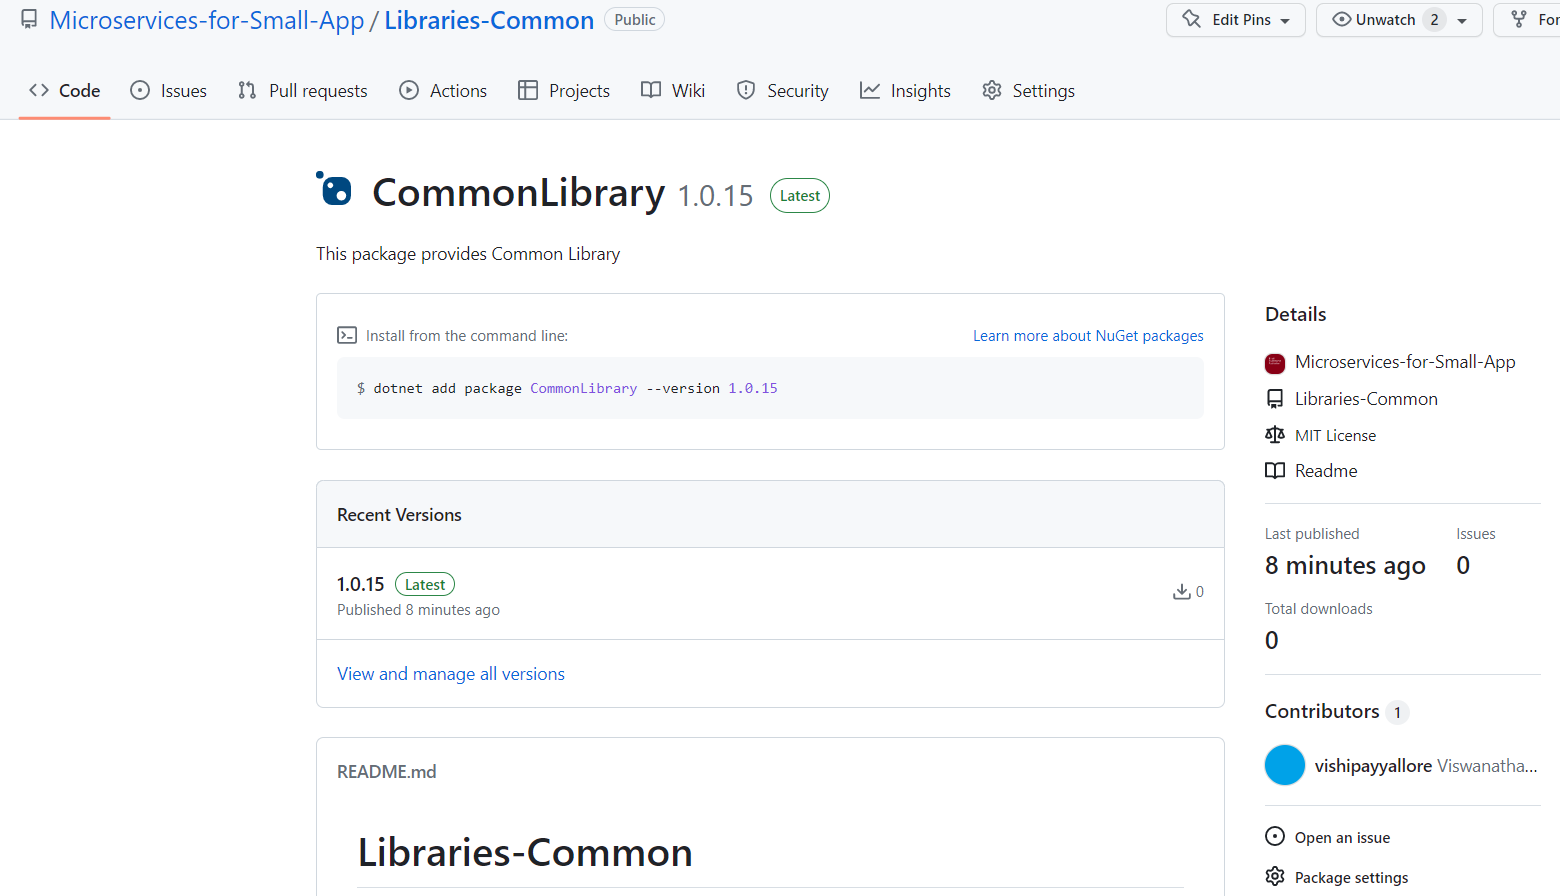 Microservices-for-Small-App / Libraries-Common Public
Edit Pins Unwatch 2 For
Code Issues Pull requests Actions Projects Wiki Security Insights Settings
CommonLibrary 1.0.15 Latest
This package provides Common Library
Install from the command line: Learn more about NuGet packages
$ dotnet add package CommonLibrary --version 1.0.15
Recent Versions
1.0.15 Latest
Published 8 minutes ago
0
View and manage all versions
README.md
Libraries-Common
Details
Microservices-for-Small-App
Libraries-Common
MIT License
Readme
Last published Issues
8 minutes ago 0
Total downloads
0
Contributors 1
vishipayyallore Viswanatha...
Open an issue
Package settings